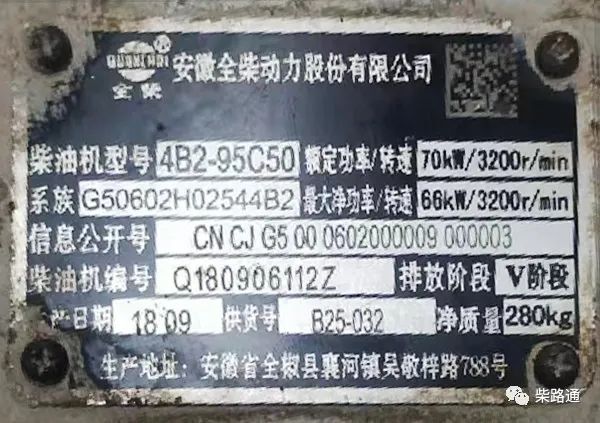 QUANCHAI
全柴
安徽全柴动力股份有限公司
柴油机型号 4B2-95C50 额定功率/转速 70kW/3200r/min
系族 G50602H02544B2 最大净功率/转速 66kW/3200r/min
信息公开号 CN CJ G5 00 0602000009 000003
柴油机编号 Q180906112Z 排放阶段 V阶段
产日期 18 09 供货号 B25-032 净质量 280kg
生产地址: 安徽省全椒县襄河镇吴敬梓路788号
柴路通